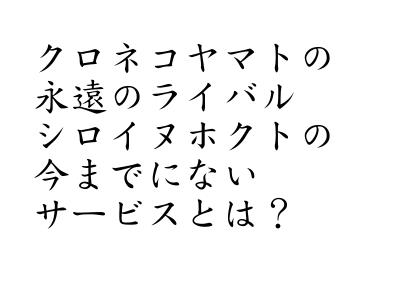 クロネコヤマトの
永遠のライバル
シロイヌホクトの
今までにない
サービスとは？